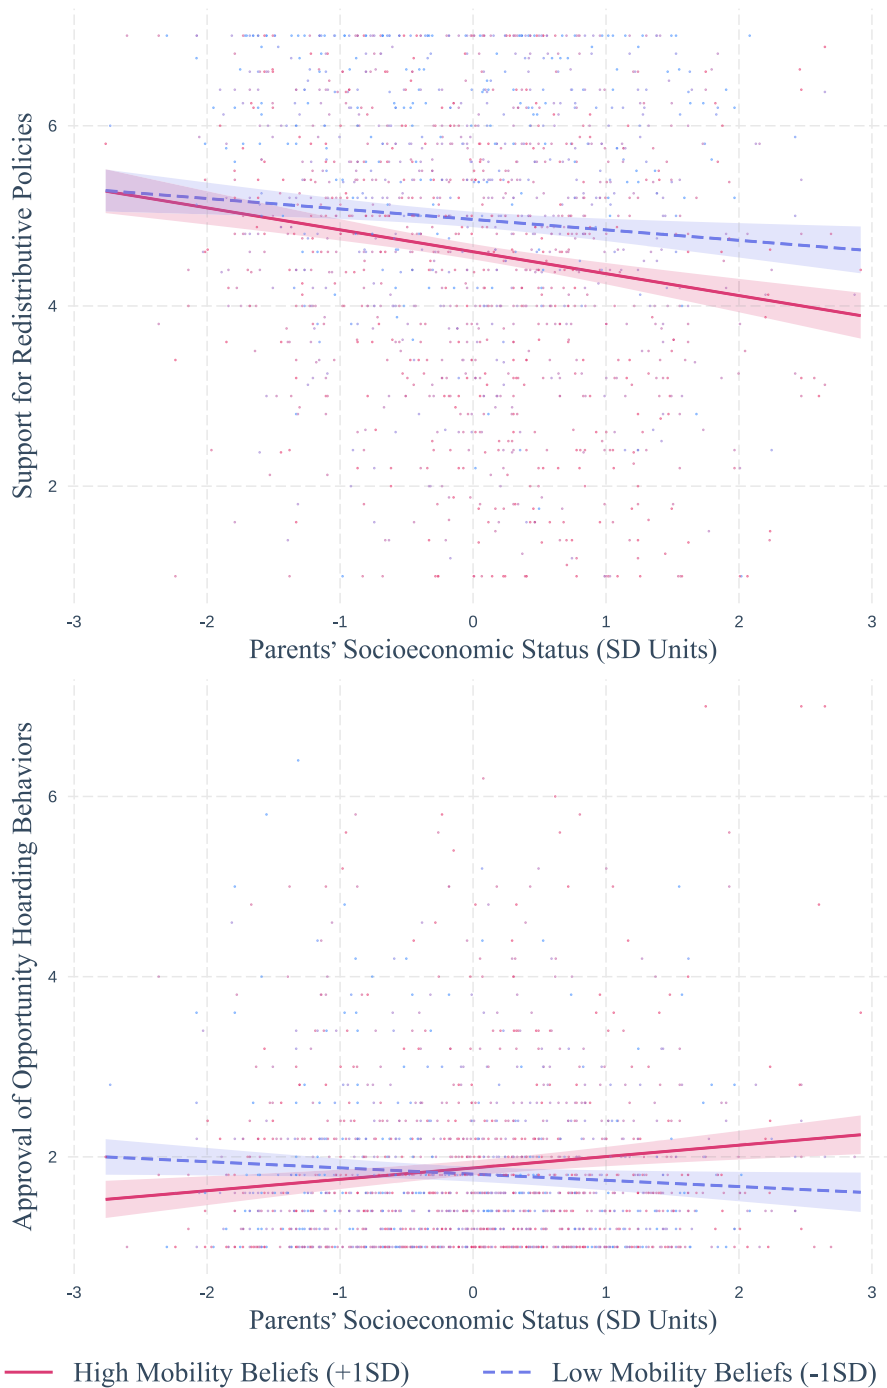 Support for Redistributive Policies
6
4
2
-3 -2 -1 0 1 2 3
Parents’ Socioeconomic Status (SD Units)
Approval of Opportunity Hoarding Behaviors
6
4
2
-3 -2 -1 0 1 2 3
Parents’ Socioeconomic Status (SD Units)
High Mobility Beliefs (+1SD) Low Mobility Beliefs (-1SD)